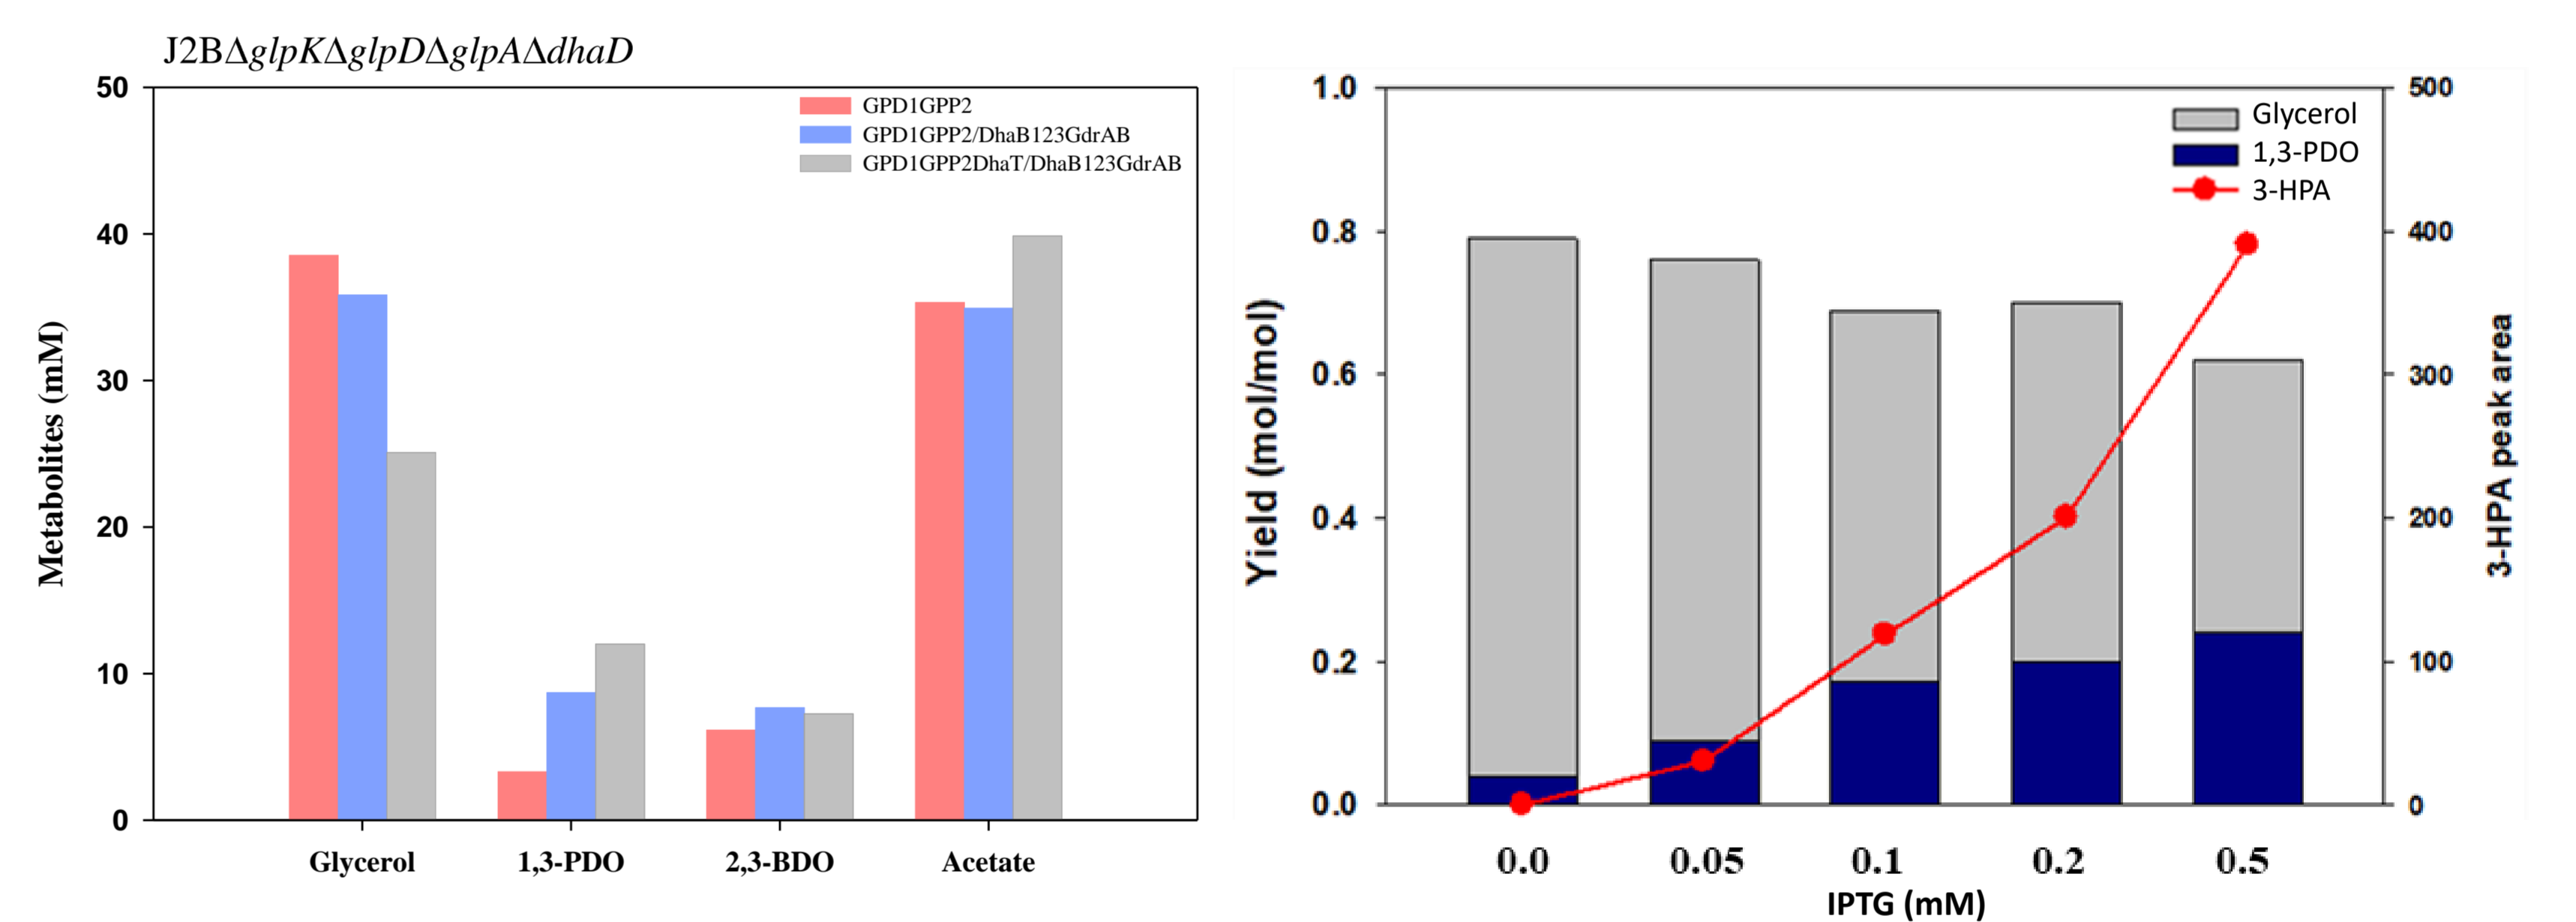 J2BΔglpKΔglpDΔglpAΔdhaD
50
40
30
20
10
0
Metabolites (mM)
GPD1GPP2
GPD1GPP2/DhaB123GdrAB
GPD1GPP2DhaT/DhaB123GdrAB
Glycerol 1,3-PDO 2,3-BDO Acetate
1.0
0.8
0.6
0.4
0.2
0.0
Yield (mol/mol)
Glycerol
1,3-PDO
3-HPA
500
400
300
200
100
0
3-HPA peak area
0.0 0.05 0.1 0.2 0.5
IPTG (mM)